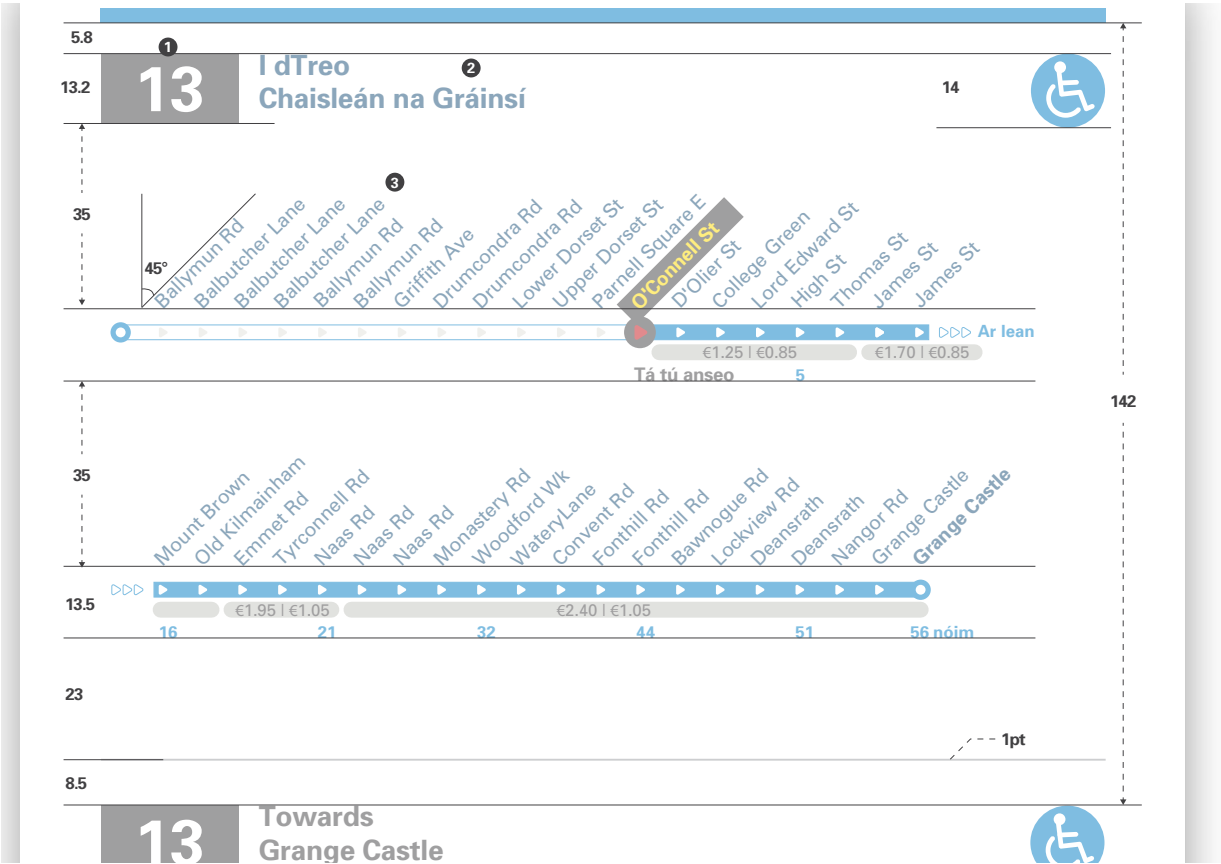 5.8
1
13.2
13
I dTreo
Chaisleán na Gráinsí
2
14
3
35
45°
Ballymun Rd
Balbutcher Lane
Balbutcher Lane
Balbutcher Lane
Ballymun Rd
Ballymun Rd
Griffith Ave
Drumcondra Rd
Drumcondra Rd
Lower Dorset St
Upper Dorset St
Parnell Square E
O'Connell St
D'Olier St
College Green
Lord Edward St
High St
Thomas St
James St
James St
Ar lean
€1.25 | €0.85
€1.70 | €0.85
Tá tú anseo
5
142
35
Mount Brown
Old Kilmainham
Emmet Rd
Tyrconnell Rd
Naas Rd
Naas Rd
Naas Rd
Monastery Rd
Woodford Wk
WateryLane
Convent Rd
Fonthill Rd
Fonthill Rd
Bawnogue Rd
Lockview Rd
Deansrath
Deansrath
Nangor Rd
Grange Castle
Grange Castle
13.5
€1.95 | €1.05
€2.40 | €1.05
16 21 32 44 51 56 nóim
23
1pt
8.5
13
Towards
Grange Castle